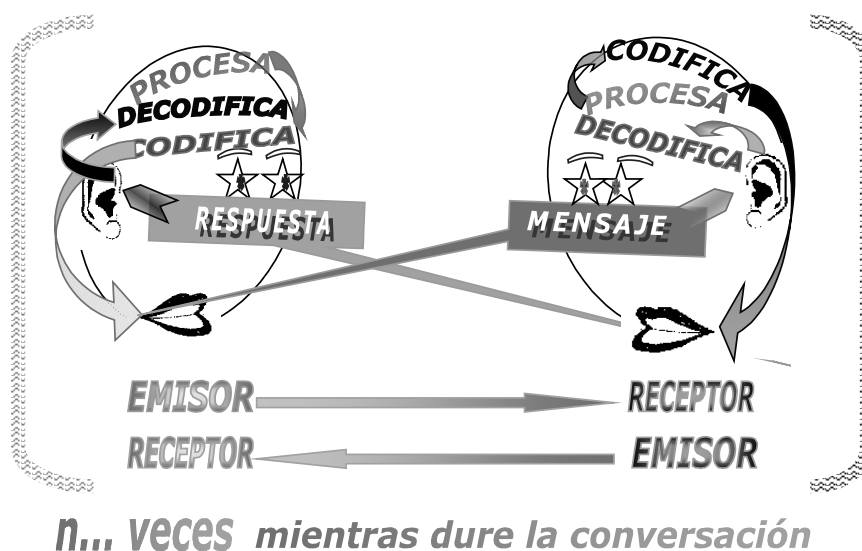 PROCESA
DECODIFICA
CODIFICA
CODIFICA
PROCESA
DECODIFICA
RESPUESTA
MENSAJE
EMISOR
RECEPTOR
RECEPTOR
EMISOR
n... veces mientras dure la conversación